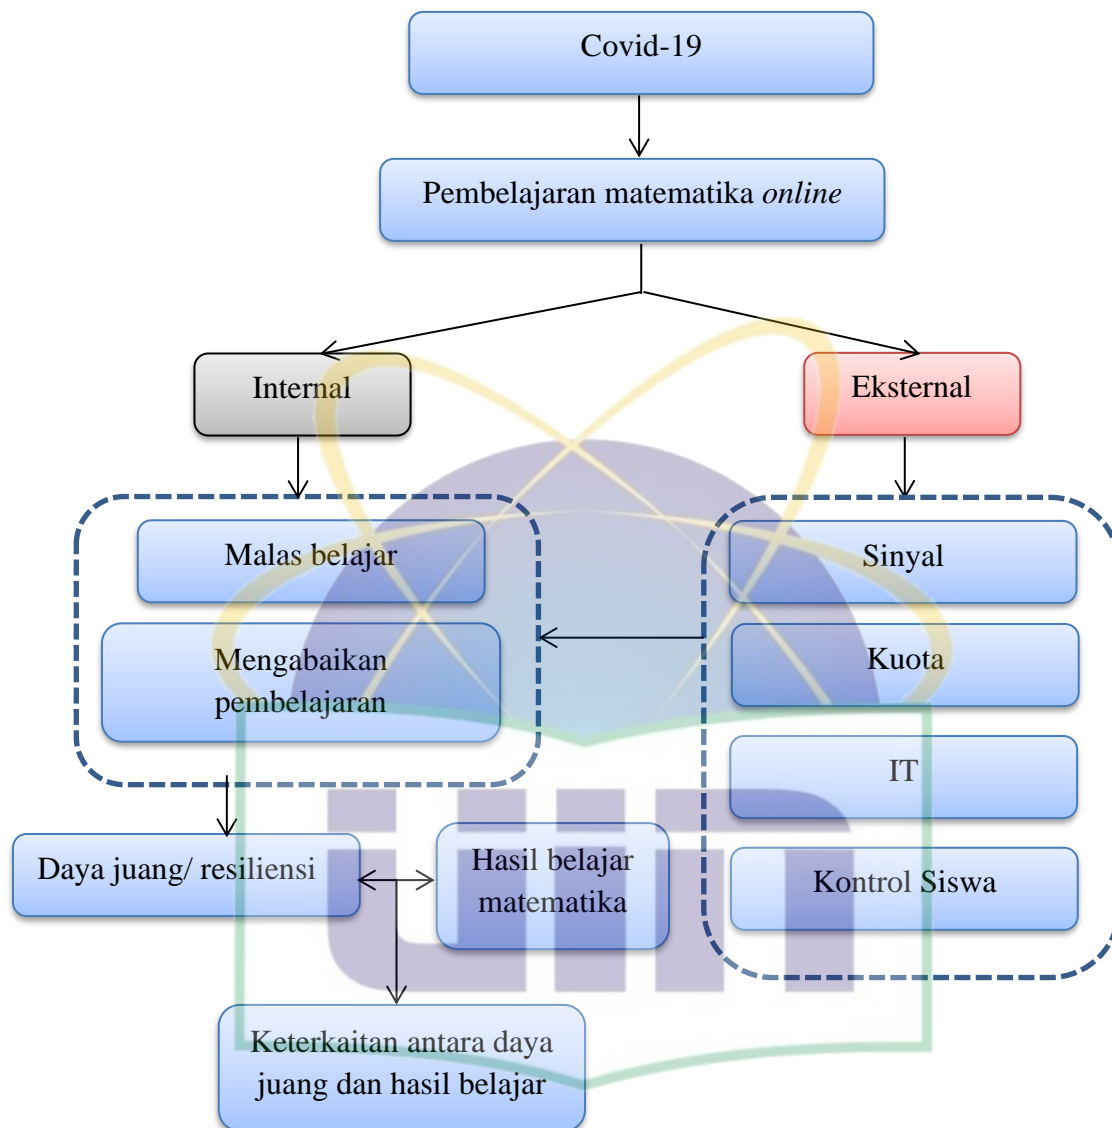 Covid-19
Pembelajaran matematika online
Internal
Eksternal
Malas belajar
Mengabaikan
pembelajaran
Sinyal
Kuota
IT
Kontrol Siswa
Daya juang/ resiliensi
Hasil belajar
matematika
Keterkaitan antara daya
juang dan hasil belajar
uin